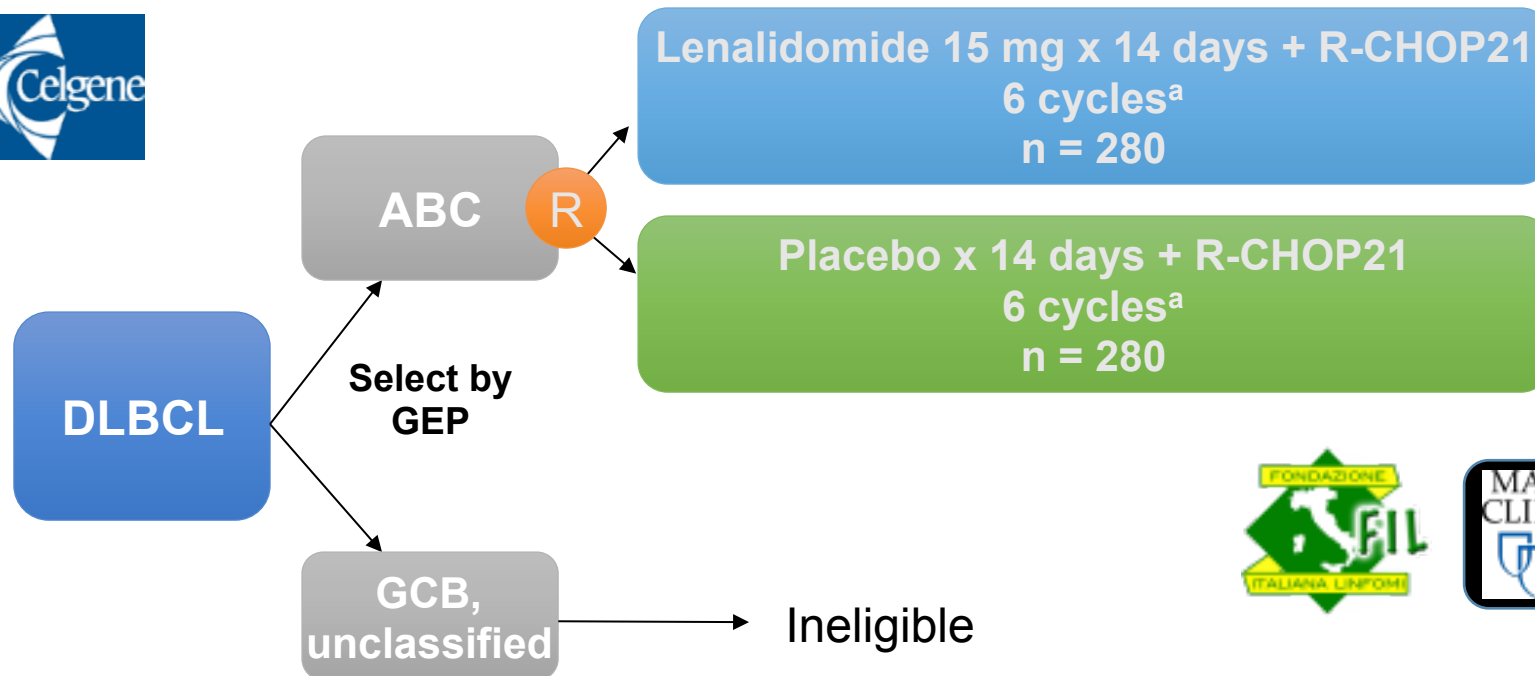 Celgene
Lenalidomide 15 mg x 14 days + R-CHOP21
6 cyclesᵃ
n = 280
ABC
R
Placebo x 14 days + R-CHOP21
6 cyclesᵃ
n = 280
Select by
GEP
DLBCL
FONDAZIONE
FIL
ITALIANA LINFOMI
GCB,
unclassified
Ineligible